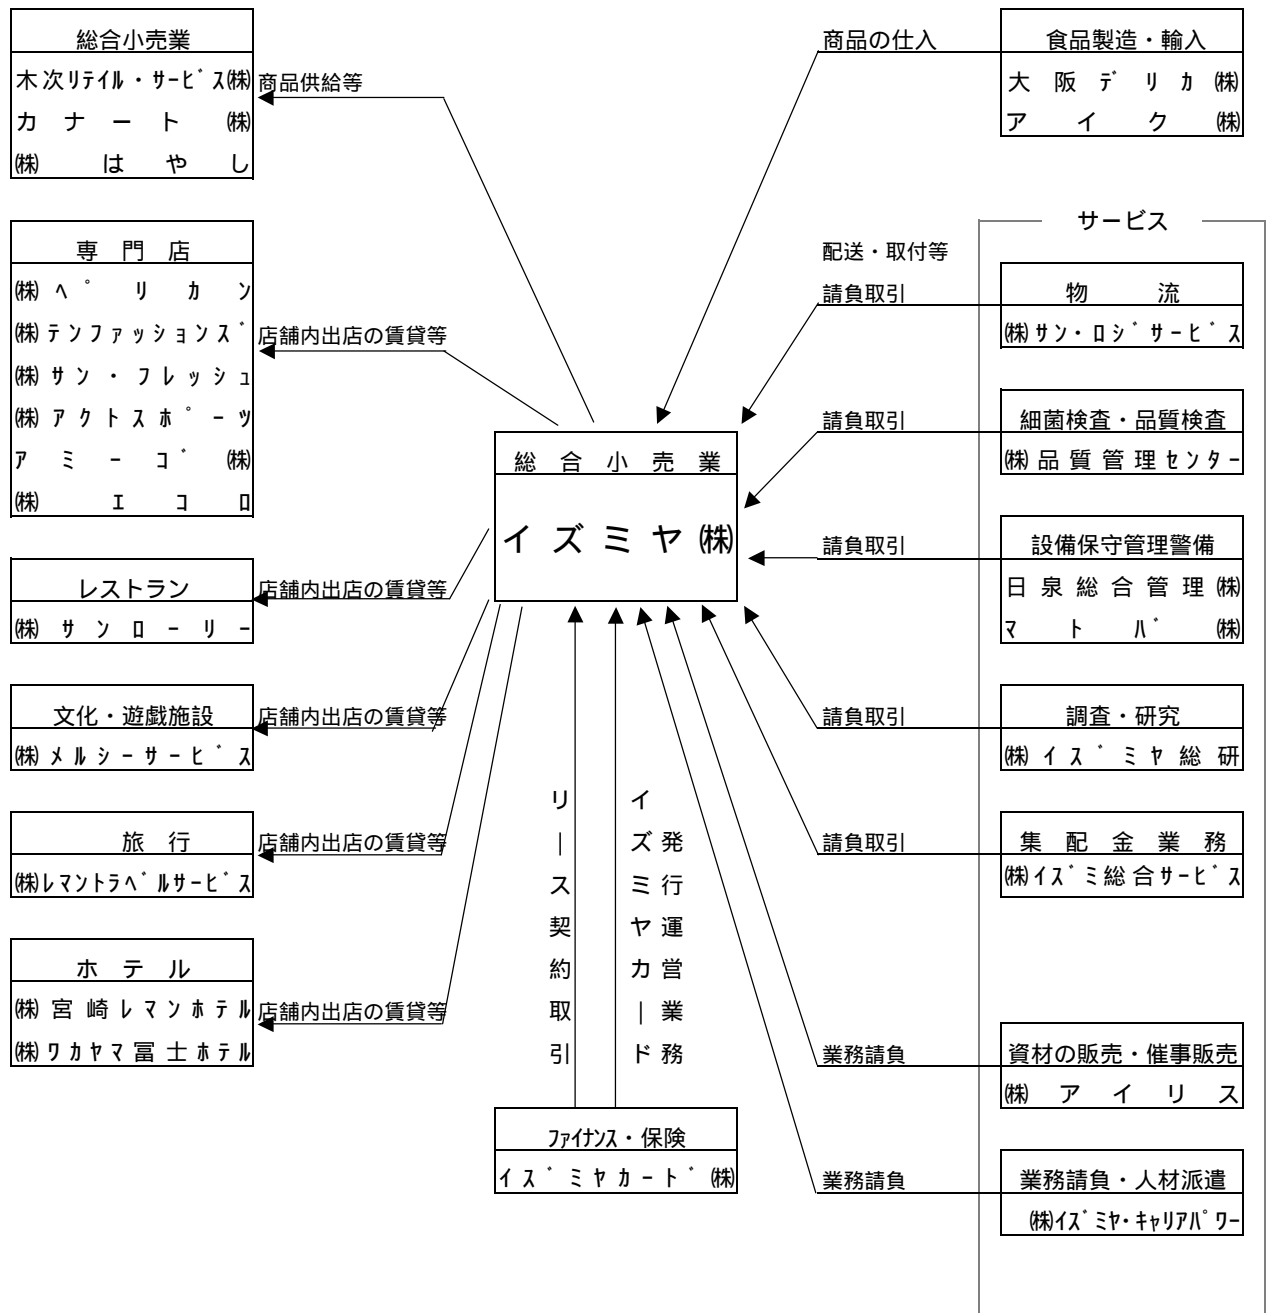 総合小売業
木次ﾘﾃｲﾙ・ｻｰﾋﾞｽ㈱
カナート㈱
㈱はやし
商品供給等
専門店
㈱ﾍﾟﾘｶﾝ
㈱ﾃﾝﾌｧｯｼｮﾝｽﾞ
㈱ｻﾝ・ﾌﾚｯｼｭ
㈱ｱｸﾄｽﾎﾟｰﾂ
ｱﾐｰｺﾞ㈱
㈱ｴｺﾛ
店舗内出店の賃貸等
レストラン
㈱ｻﾝﾛｰﾘｰ
店舗内出店の賃貸等
文化・遊戯施設
㈱ﾒﾙｼｰｻｰﾋﾞｽ
店舗内出店の賃貸等
旅行
㈱ﾚﾏﾝﾄﾗﾍﾞﾙｻｰﾋﾞｽ
店舗内出店の賃貸等
ホテル
㈱宮崎ﾚﾏﾝﾎﾃﾙ
㈱ﾜｶﾔﾏ冨士ﾎﾃﾙ
店舗内出店の賃貸等
総合小売業
イズミヤ㈱
リース契約取引
イズミヤカード
発行運営業務
ﾌｧｲﾅﾝｽ・保険
ｲｽﾞﾐﾔｶｰﾄﾞ㈱
商品の仕入
食品製造・輸入
大阪ﾃﾞﾘｶ㈱
アイク㈱
サービス
配送・取付等
請負取引
物流
㈱ｻﾝ・ﾛｼﾞｻｰﾋﾞｽ
請負取引
細菌検査・品質検査
㈱品質管理ｾﾝﾀｰ
請負取引
設備保守管理警備
日泉総合管理㈱
ﾏﾄﾊﾞ㈱
請負取引
調査・研究
㈱ｲｽﾞﾐﾔ総研
請負取引
集配金業務
㈱ｲｽﾞﾐ総合ｻｰﾋﾞｽ
業務請負
資材の販売・催事販売
㈱アイリス
業務請負
業務請負・人材派遣
㈱ｲｽﾞﾐﾔ・ｷｬﾘｱﾊﾟﾜｰ